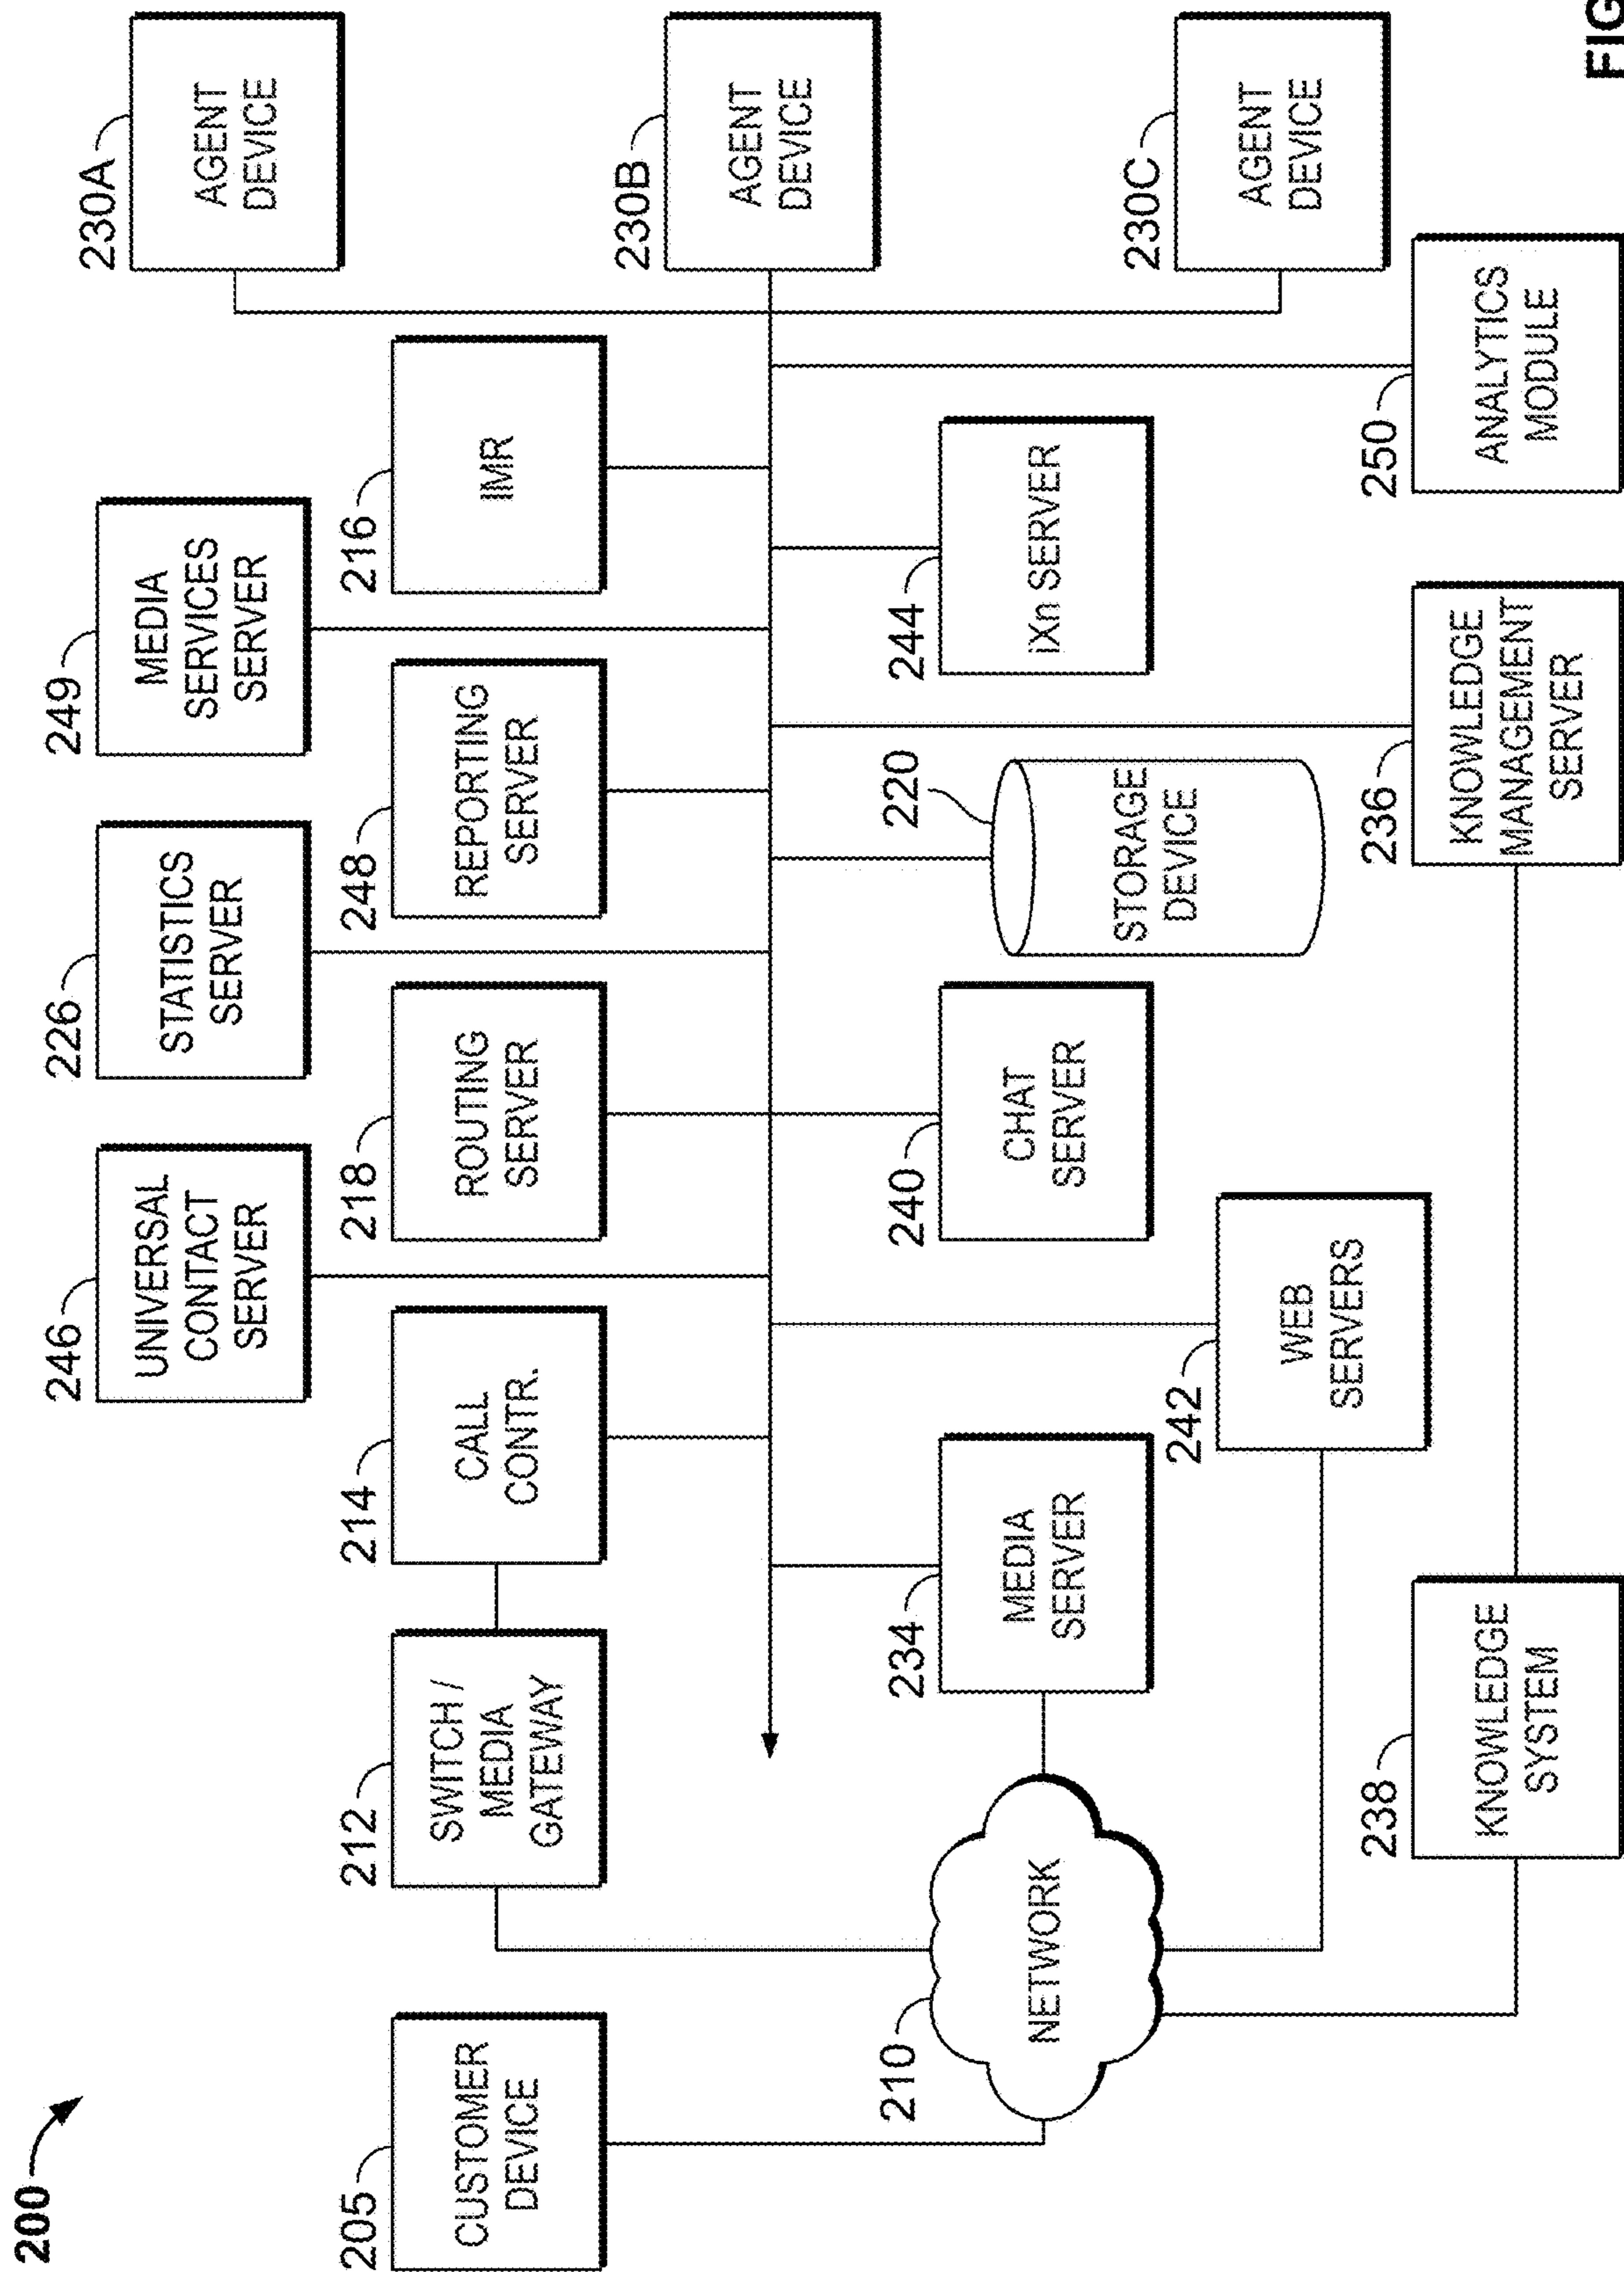 200
246
UNIVERSAL
CONTACT
SERVER
226
STATISTICS
SERVER
249
MEDIA
SERVICES
SERVER
230A
AGENT
DEVICE
205
CUSTOMER
DEVICE
212
SWITCH /
MEDIA
GATEWAY
214
CALL
CONTR.
218
ROUTING
SERVER
248
REPORTING
SERVER
216
IMR
230B
AGENT
DEVICE
210
NETWORK
234
MEDIA
SERVER
240
CHAT
SERVER
220
STORAGE
DEVICE
244
iXn SERVER
230C
AGENT
DEVICE
242
WEB
SERVERS
238
KNOWLEDGE
SYSTEM
236
KNOWLEDGE
MANAGEMENT
SERVER
250
ANALYTICS
MODULE
FIG